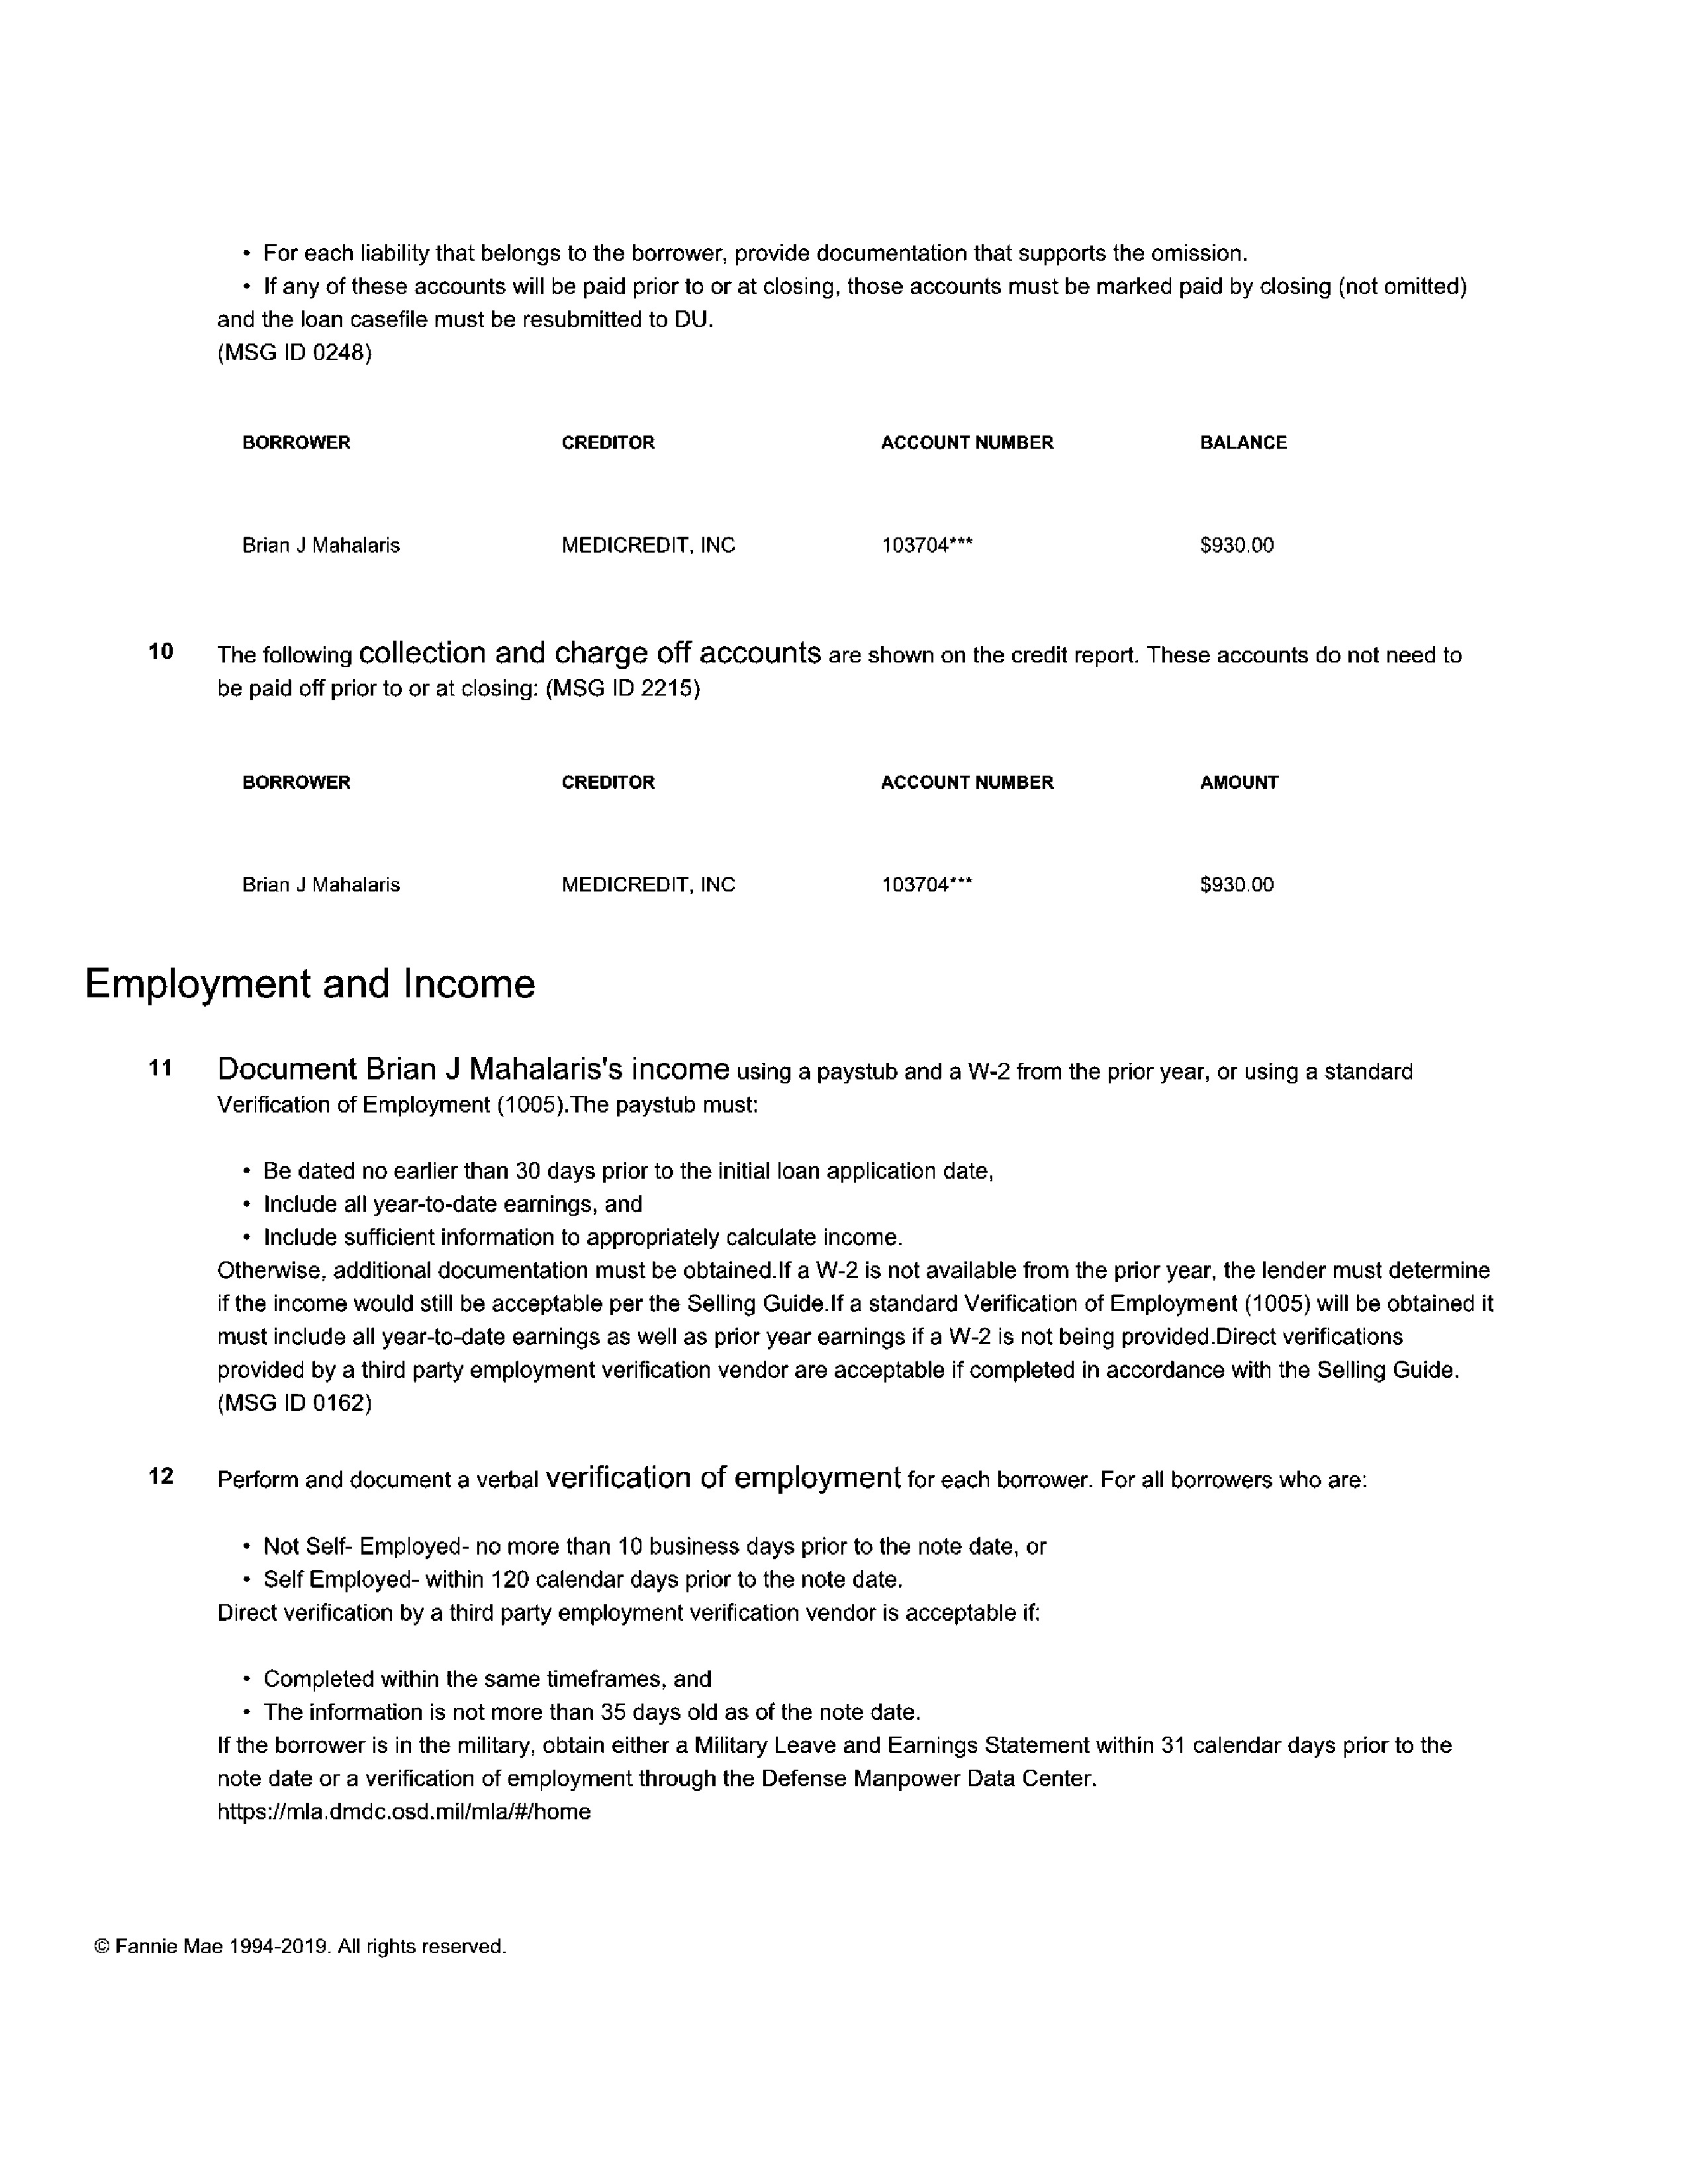 • For each liability that belongs to the borrower, provide documentation that supports the omission.
• If any of these accounts will be paid prior to or at closing, those accounts must be marked paid by closing (not omitted)
and the loan casefile must be resubmitted to DU.
(MSG ID 0248)
BORROWER CREDITOR ACCOUNT NUMBER BALANCE
Brian J Mahalaris MEDICREDIT, INC 103704*** $930.00
10 The following collection and charge off accounts are shown on the credit report. These accounts do not need to
be paid off prior to or at closing: (MSG ID 2215)
BORROWER CREDITOR ACCOUNT NUMBER AMOUNT
Brian J Mahalaris MEDICREDIT, INC 103704*** $930.00
Employment and Income
11 Document Brian J Mahalaris's income using a paystub and a W-2 from the prior year, or using a standard
Verification of Employment (1005).The paystub must:
• Be dated no earlier than 30 days prior to the initial loan application date,
• Include all year-to-date earnings, and
• Include sufficient information to appropriately calculate income.
Otherwise, additional documentation must be obtained.If a W-2 is not available from the prior year, the lender must determine
if the income would still be acceptable per the Selling Guide.If a standard Verification of Employment (1005) will be obtained it
must include all year-to-date earnings as well as prior year earnings if a W-2 is not being provided.Direct verifications
provided by a third party employment verification vendor are acceptable if completed in accordance with the Selling Guide.
(MSG ID 0162)
12 Perform and document a verbal verification of employment for each borrower. For all borrowers who are:
• Not Self- Employed- no more than 10 business days prior to the note date, or
• Self Employed- within 120 calendar days prior to the note date.
Direct verification by a third party employment verification vendor is acceptable if:
• Completed within the same timeframes, and
• The information is not more than 35 days old as of the note date.
If the borrower is in the military, obtain either a Military Leave and Earnings Statement within 31 calendar days prior to the
note date or a verification of employment through the Defense Manpower Data Center.
https://mla.dmdc.osd.mil/mla/#/home
© Fannie Mae 1994-2019. All rights reserved.